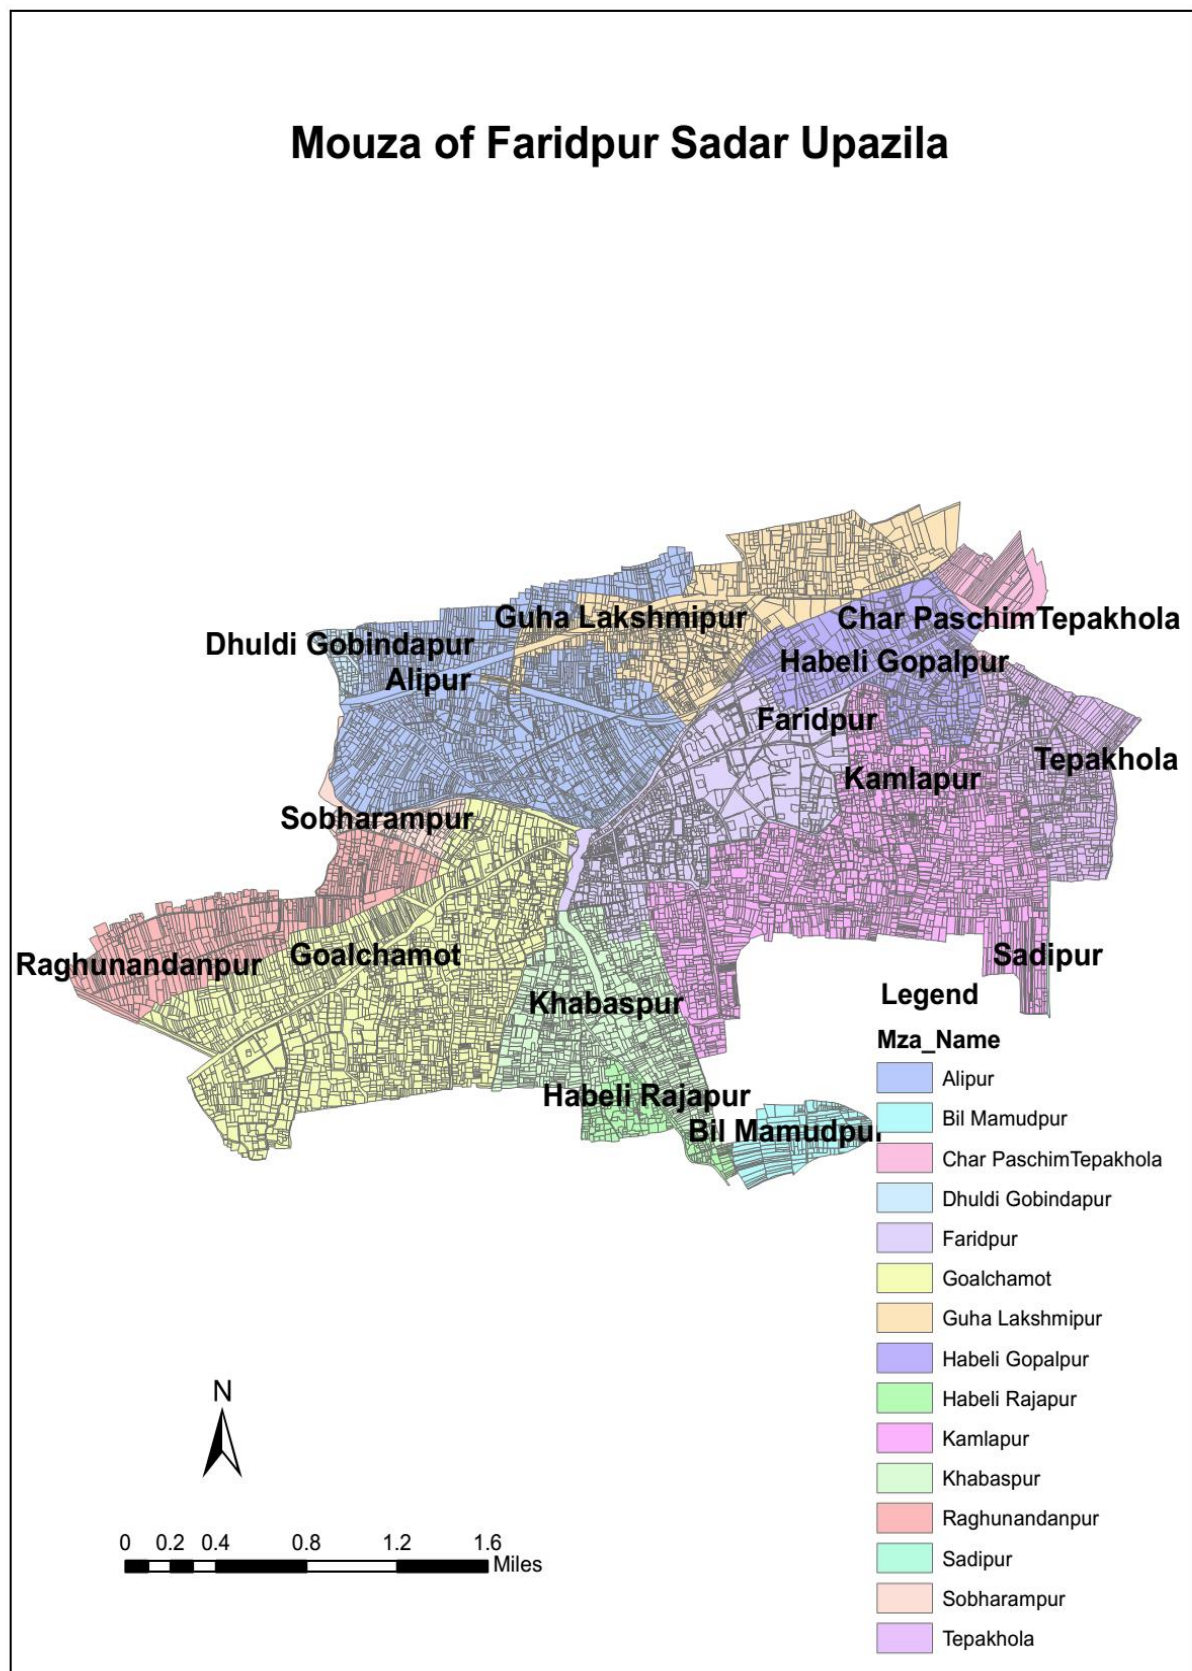 Mouza of Faridpur Sadar Upazila
Guha Lakshmipur
Char PaschimTepakhola
Dhuldi Gobindapur
Habeli Gopalpur
Alipur
Faridpur
Tepakhola
Kamlapur
Sobharampur
Goalchamot
Sadipur
Raghunandanpur
Khabaspur
Habeli Rajapur
Bil Mamudpur
Legend
Mza_Name
Alipur
Bil Mamudpur
Char PaschimTepakhola
Dhuldi Gobindapur
Faridpur
Goalchamot
Guha Lakshmipur
Habeli Gopalpur
Habeli Rajapur
Kamlapur
Khabaspur
Raghunandanpur
Sadipur
Sobharampur
Tepakhola
N
0 0.2 0.4 0.8 1.2 1.6
Miles